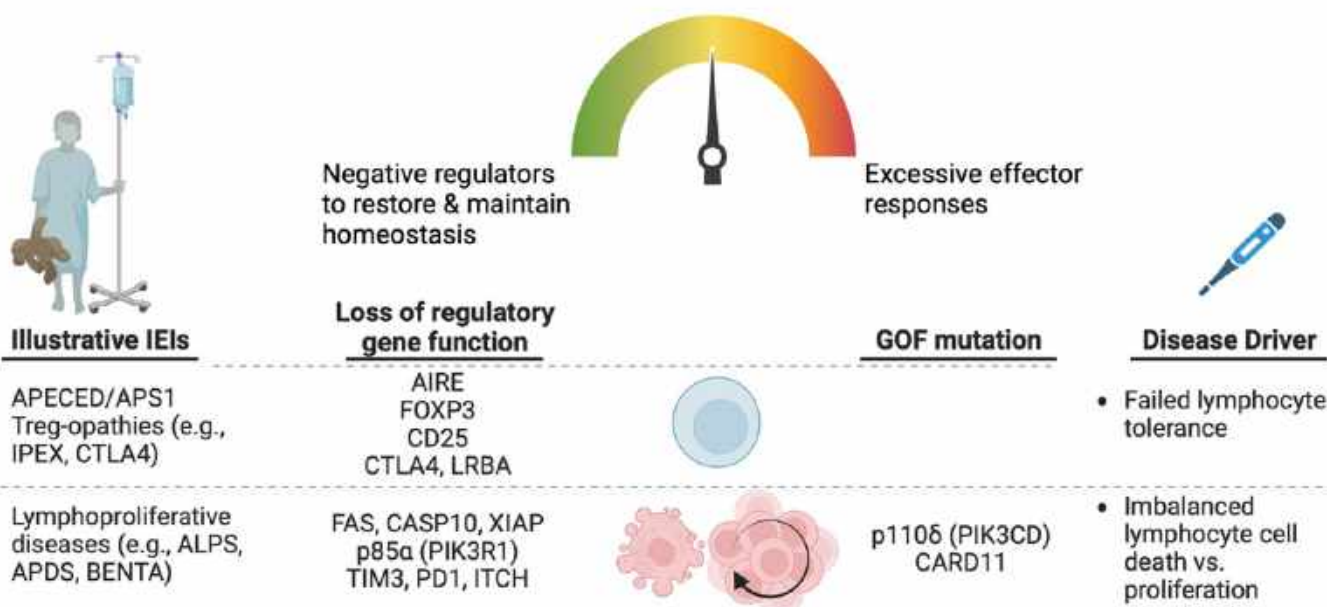 Negative regulators
to restore & maintain
homeostasis
Excessive effector
responses
Illustrative IEIs
Loss of regulatory
gene function
GOF mutation
Disease Driver
APECED/APS1
Treg-opathies (e.g.,
IPEX, CTLA4)
AIRE
FOXP3
CD25
CTLA4, LRBA
• Failed lymphocyte
tolerance
Lymphoproliferative
diseases (e.g., ALPS,
APDS, BENTA)
FAS, CASP10, XIAP
p85α (PIK3R1)
TIM3, PD1, ITCH
p110δ (PIK3CD)
CARD11
• Imbalanced
lymphocyte cell
death vs.
proliferation